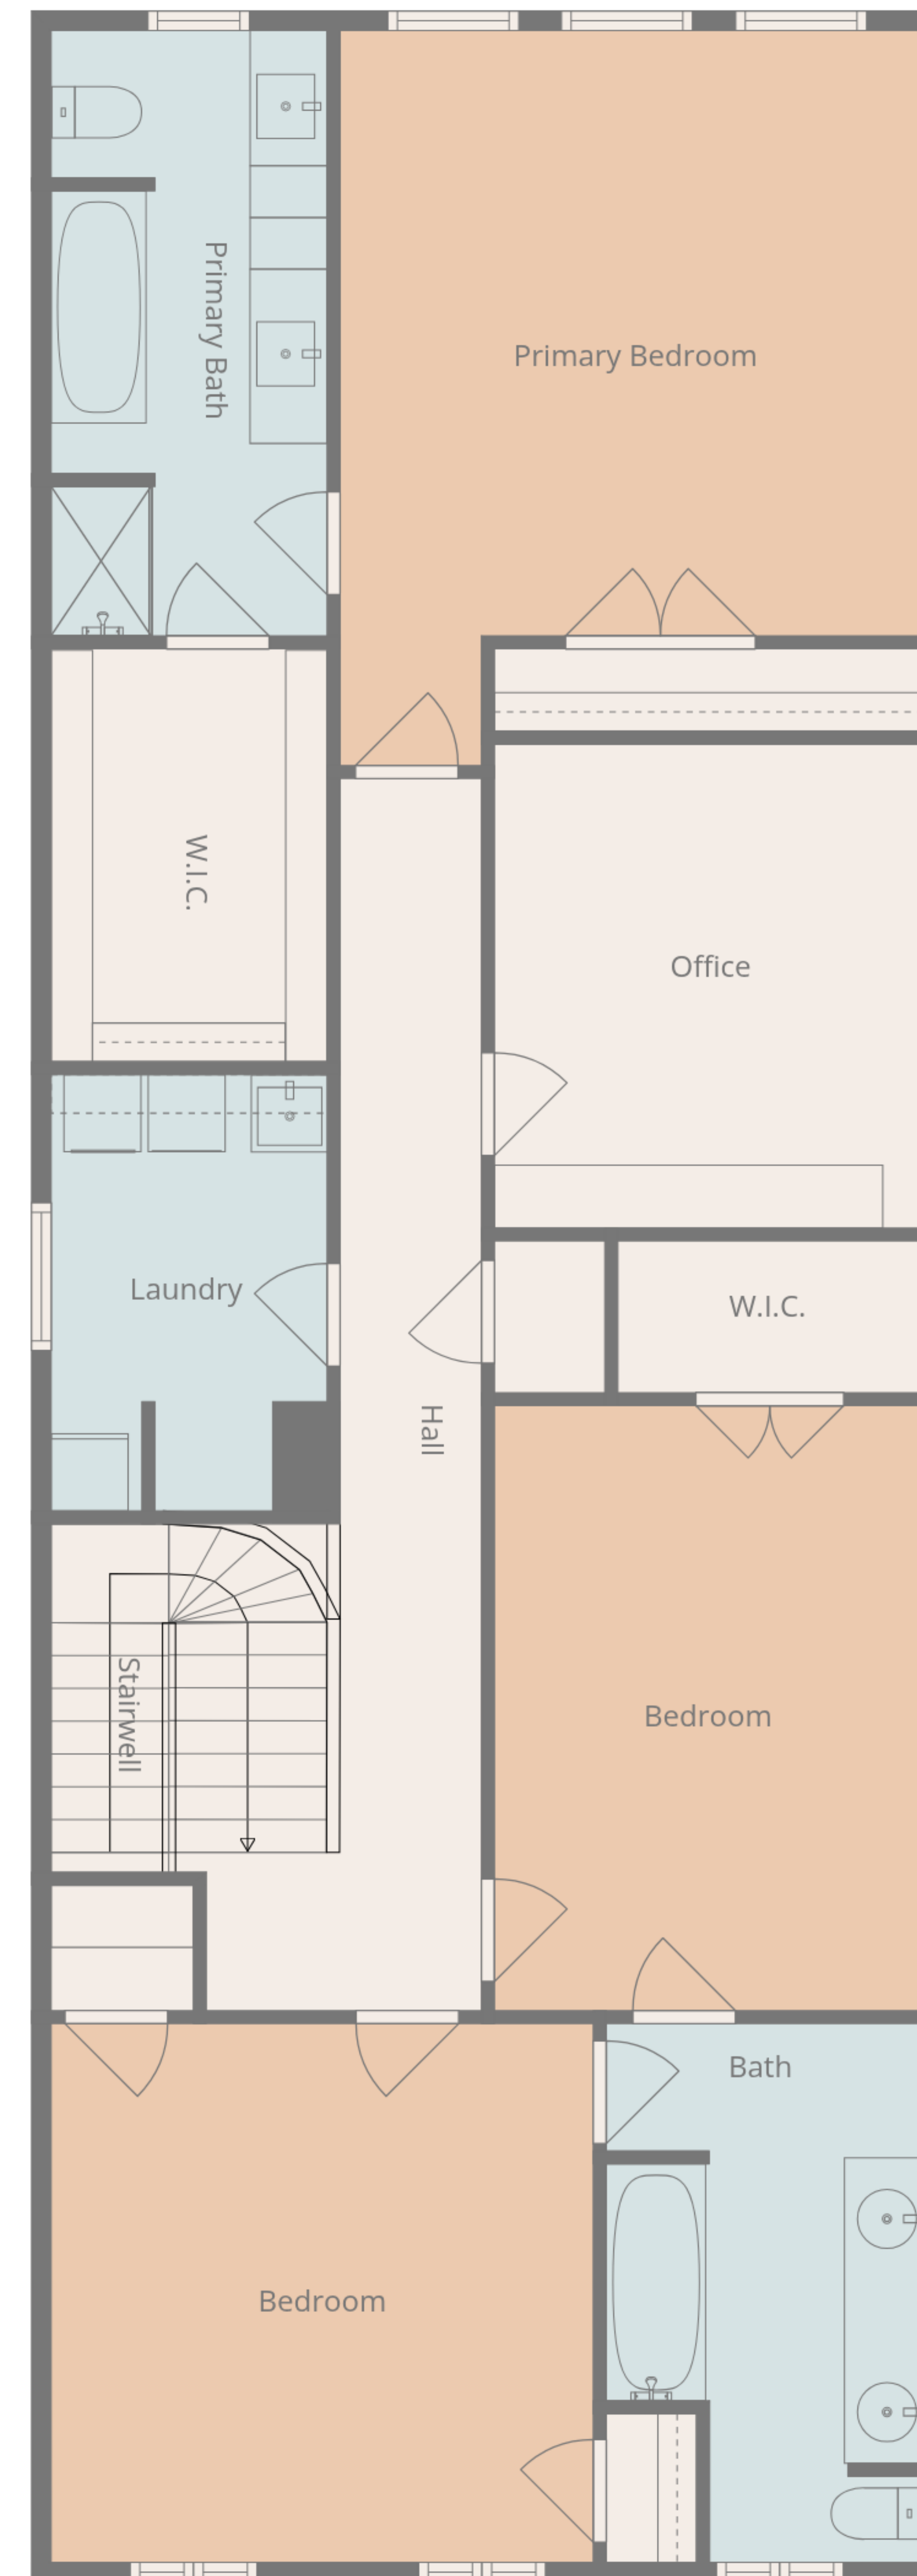 Primary Bath
Primary Bedroom
W.I.C.
Office
Laundry
W.I.C.
Hall
Stairwell
Bedroom
Bath
Bedroom